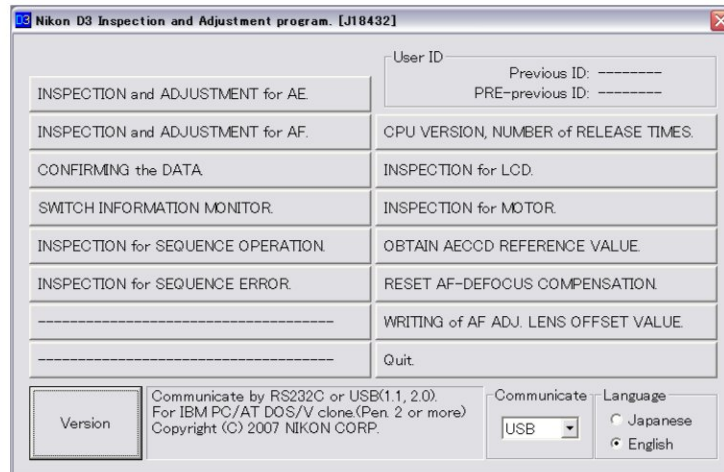 D3 Nikon D3 Inspection and Adjustment program. [J18432]
User ID
Previous ID: --------
PRE-previous ID: --------
INSPECTION and ADJUSTMENT for AE.
INSPECTION and ADJUSTMENT for AF.
CPU VERSION, NUMBER of RELEASE TIMES.
CONFIRMING the DATA.
INSPECTION for LCD.
SWITCH INFORMATION MONITOR.
INSPECTION for MOTOR.
INSPECTION for SEQUENCE OPERATION.
OBTAIN AECCD REFERENCE VALUE.
INSPECTION for SEQUENCE ERROR.
RESET AF-DEFOCUS COMPENSATION.
-------------------------------------
WRITING of AF ADJ. LENS OFFSET VALUE.
-------------------------------------
Quit.
Version
Communicate by RS232C or USB(1.1, 2.0).
For IBM PC/AT DOS/V clone.(Pen. 2 or more)
Copyright (C) 2007 NIKON CORP.
Communicate
USB
Language
Japanese
English